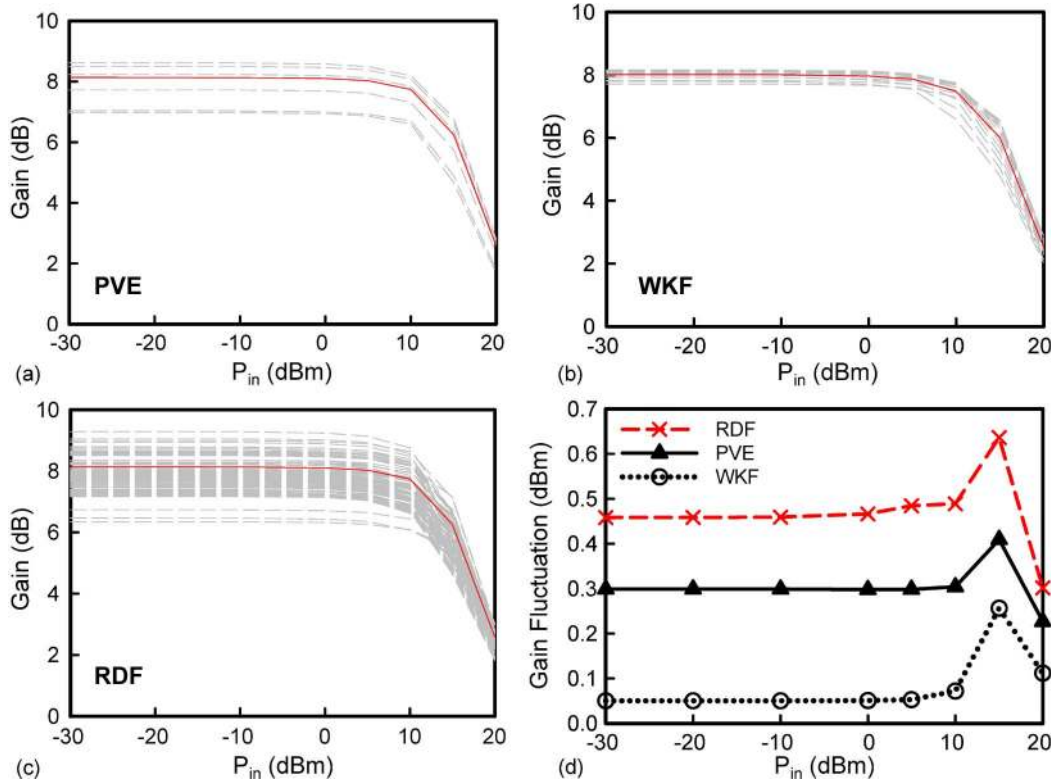 10
8
6
4
2
0
Gain (dB)
PVE
-30 -20 -10 0 10 20
(a) P_in (dBm)
10
8
6
4
2
0
Gain (dB)
WKF
-30 -20 -10 0 10 20
(b) P_in (dBm)
10
8
6
4
2
0
Gain (dB)
RDF
-30 -20 -10 0 10 20
(c) P_in (dBm)
0.7
0.6
0.5
0.4
0.3
0.2
0.1
0.0
Gain Fluctuation (dBm)
RDF
PVE
WKF
-30 -20 -10 0 10 20
(d) P_in (dBm)